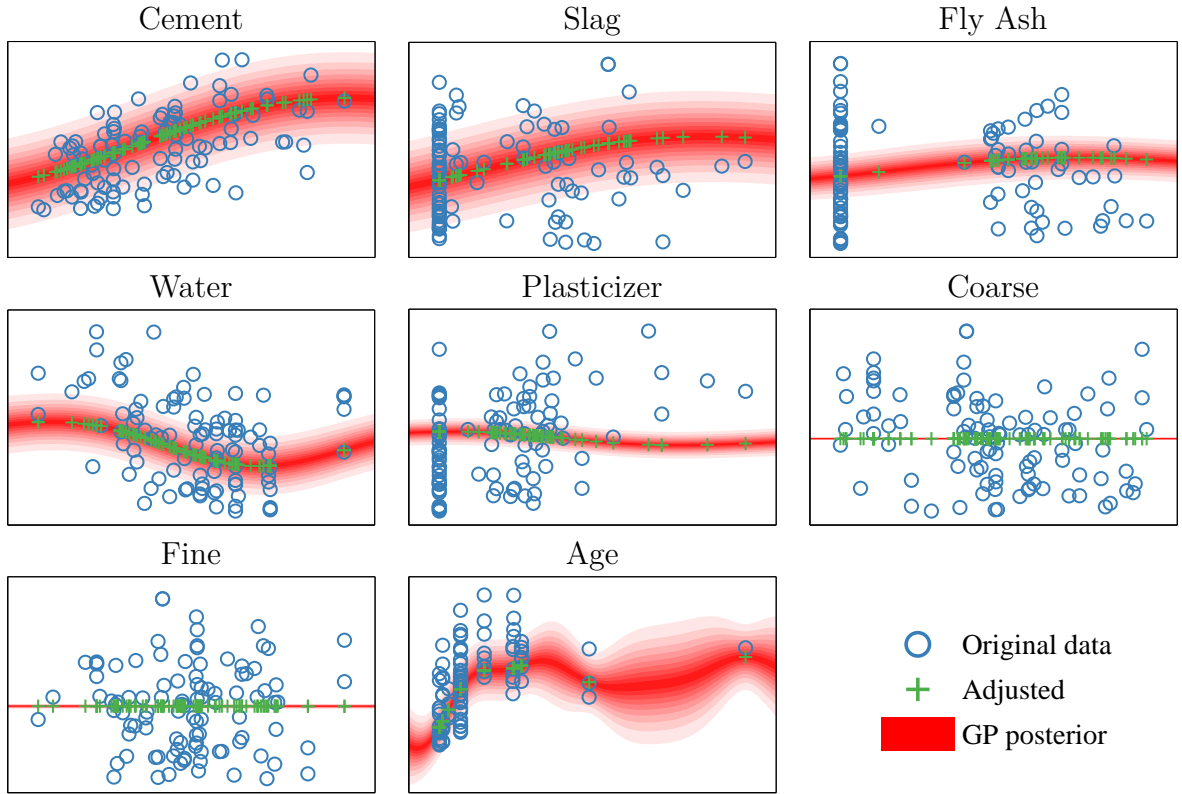 Cement
Slag
Fly Ash
Water
Plasticizer
Coarse
Fine
Age
Original data
Adjusted
GP posterior